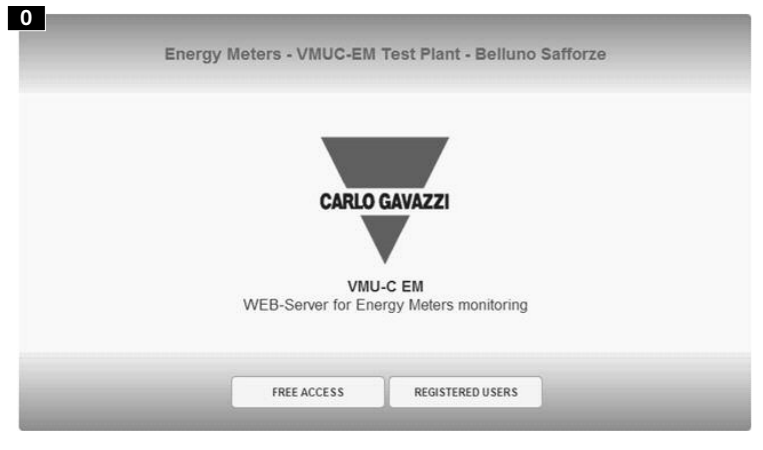 0
Energy Meters - VMUC-EM Test Plant - Belluno Safforze
CARLO GAVAZZI
VMU-C EM
WEB-Server for Energy Meters monitoring
FREE ACCESS
REGISTERED USERS